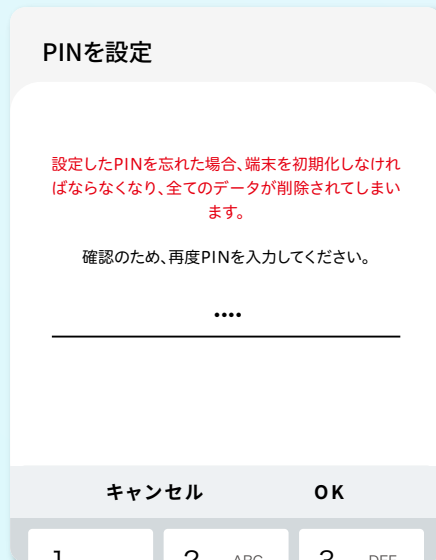 PINを設定
設定したPINを忘れた場合、端末を初期化しなけれ
ばならなくなり、全てのデータが削除されてしまい
ます。
確認のため、再度PINを入力してください。
••••
キャンセル OK
1 2 ABC 3 DEF